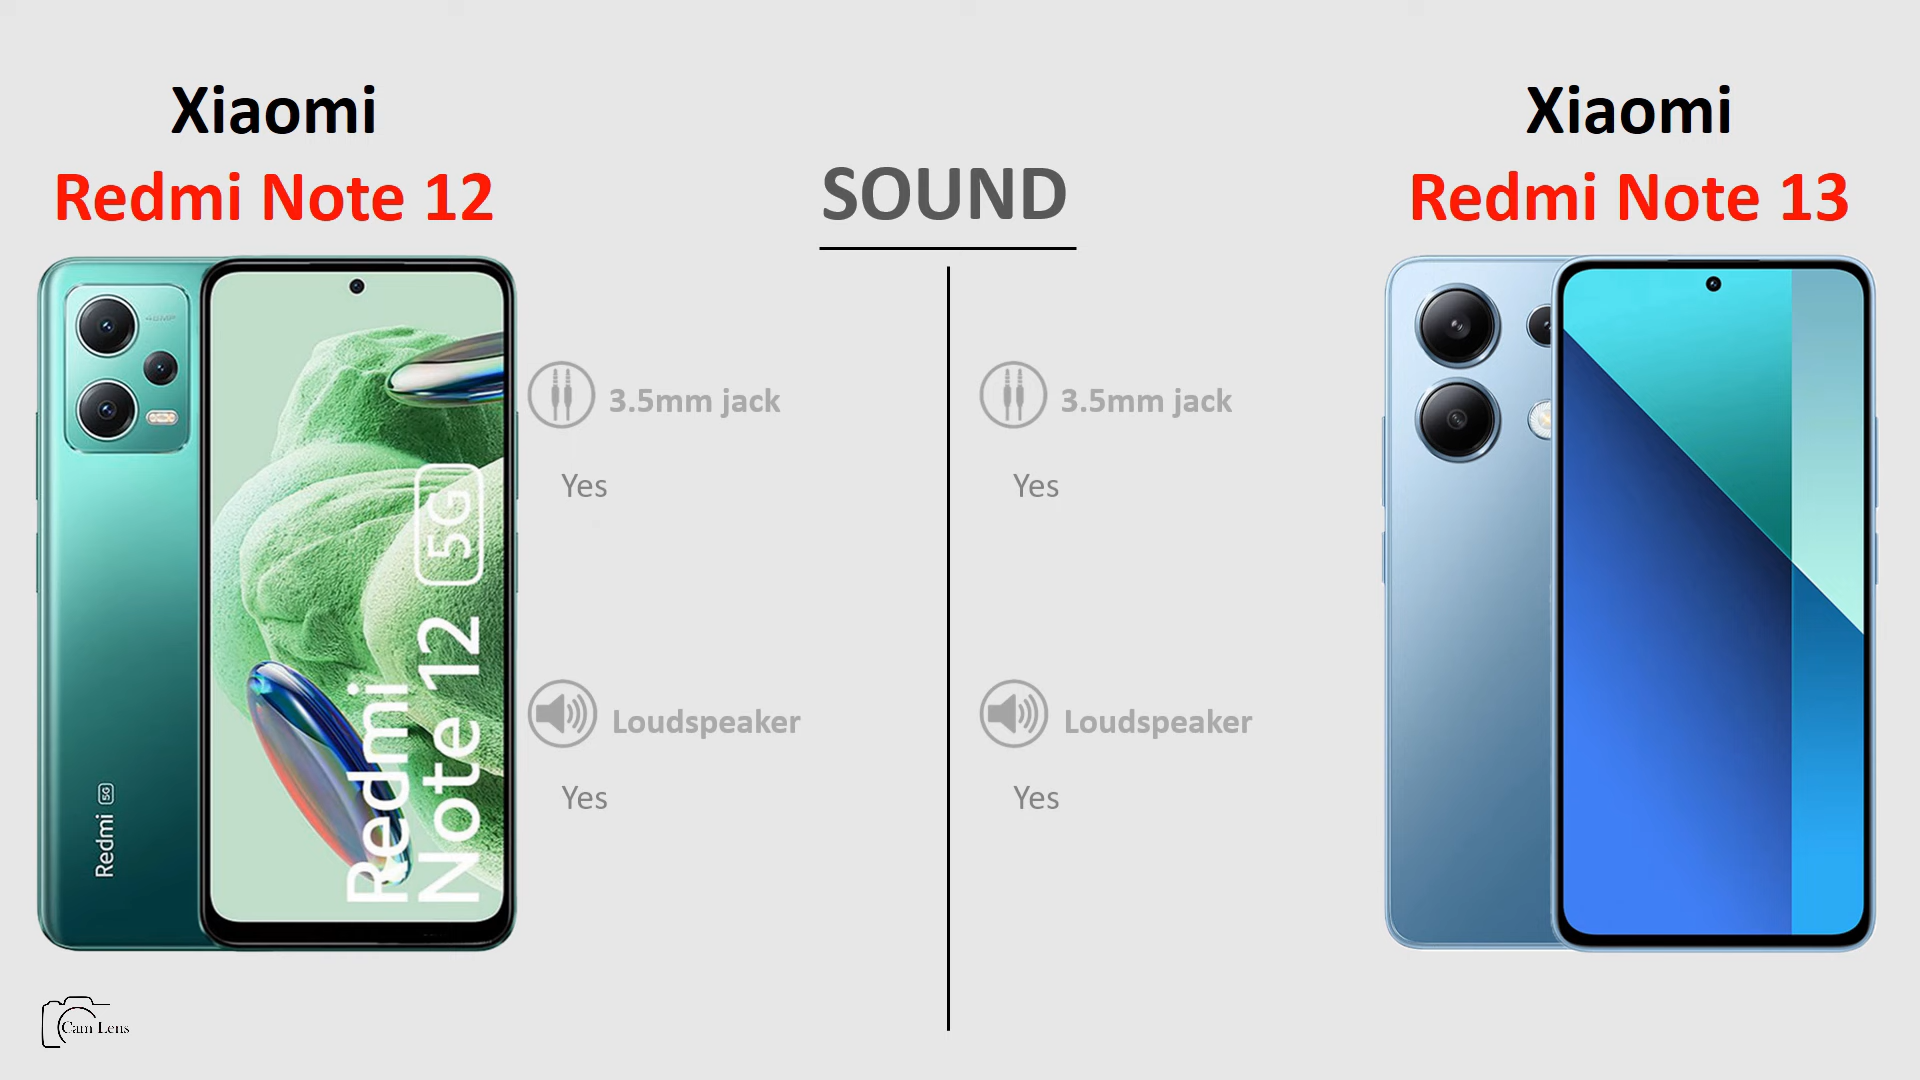 Xiaomi
Redmi Note 12
SOUND
Xiaomi
Redmi Note 13
48MP
Redmi 5G
Redmi
Note 12 5G
3.5mm jack
Yes
Loudspeaker
Yes
3.5mm jack
Yes
Loudspeaker
Yes
Cam Lens